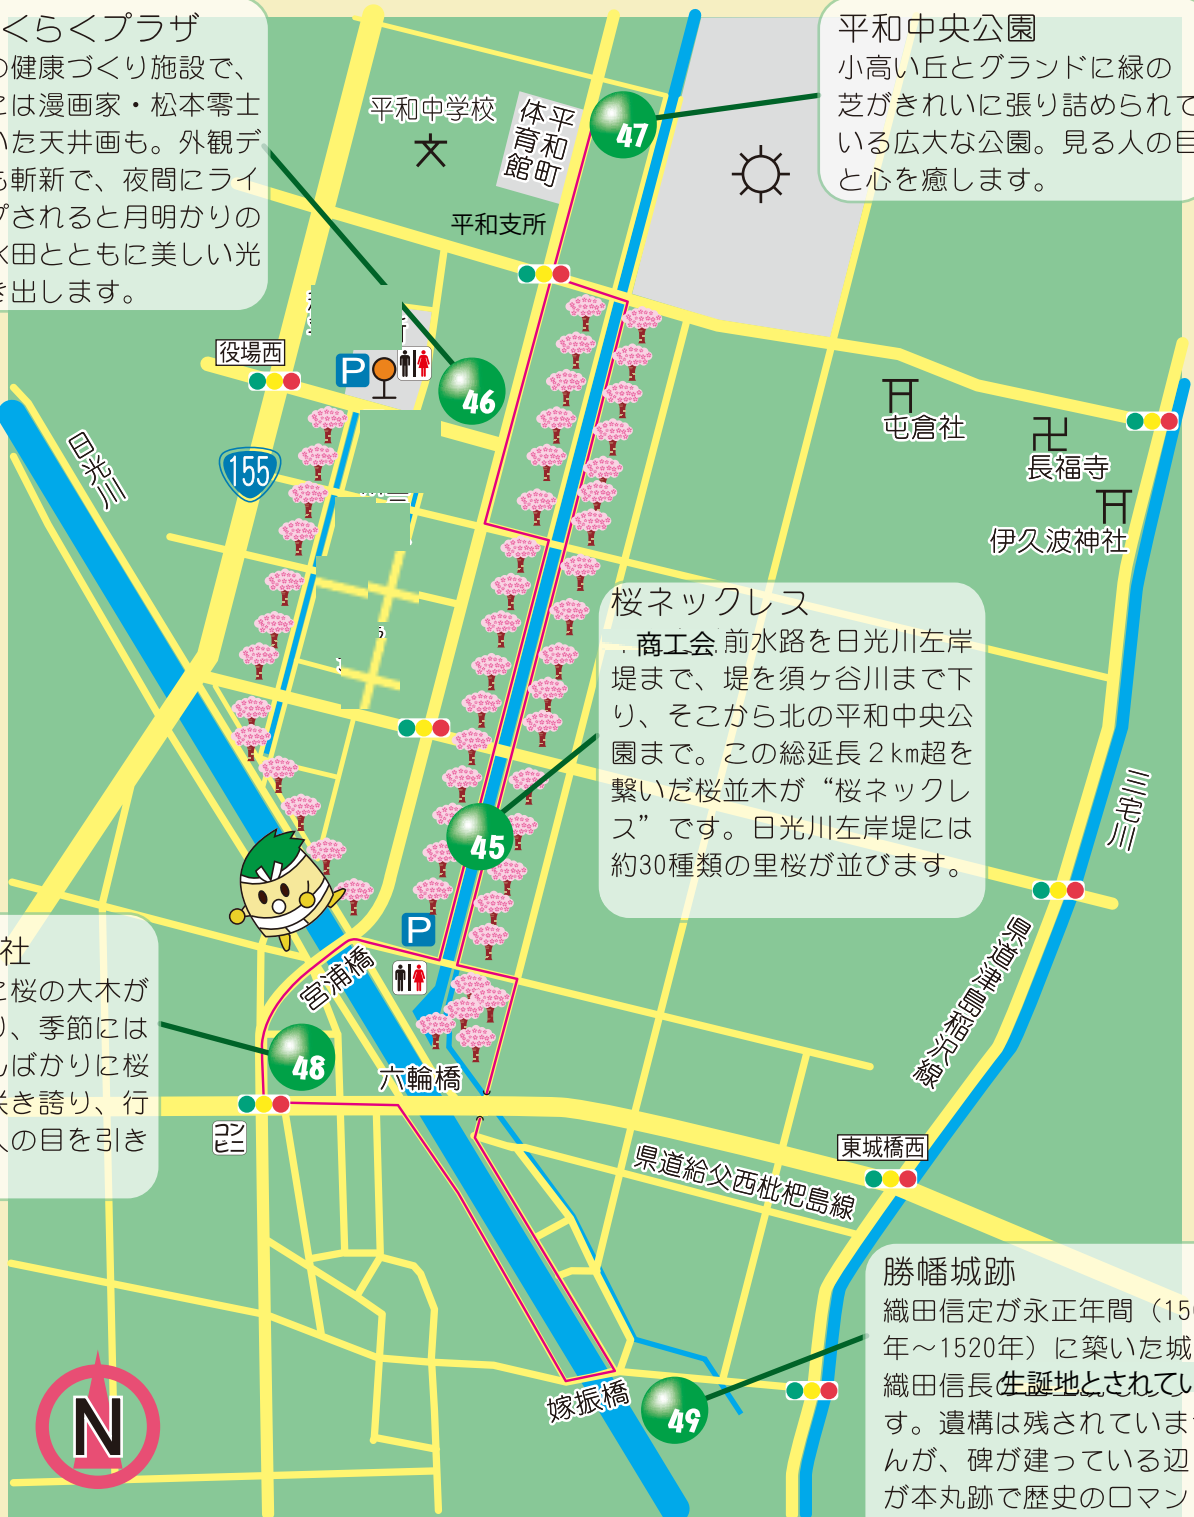 くらくプラザ
の健康づくり施設で、
には漫画家・松本零士
いた天井画も。外観デ
も斬新で、夜間にライ
プされると月明かりの
水田とともに美しい光
き出します。
平和中央公園
小高い丘とグランドに緑の
芝がきれいに張り詰められて
いる広大な公園。見る人の目
と心を癒します。
平和中学校
平和町
体育館
47
平和支所
役場西
P
46
155
日光川
屯倉社
長福寺
伊久波神社
桜ネックレス
商工会前水路を日光川左岸
堤まで、堤を須ヶ谷川まで下
り、そこから北の平和中央公
園まで。この総延長2km超を
繋いだ桜並木が“桜ネックレ
ス”です。日光川左岸堤には
約30種類の里桜が並びます。
三宅川
45
P
宮浦橋
社
に桜の大木が
り、季節には
んばかりに桜
咲き誇り、行
人の目を引き
48
六輪橋
県道津島稲沢線
コン
ビニ
東城橋西
県道給父西枇杷島線
勝幡城跡
織田信定が永正年間（150
年～1520年）に築いた城
織田信長の生誕地とされてい
す。遺構は残されていませ
んが、碑が建っている辺
が本丸跡で歴史のロマン
嫁振橋
49
N